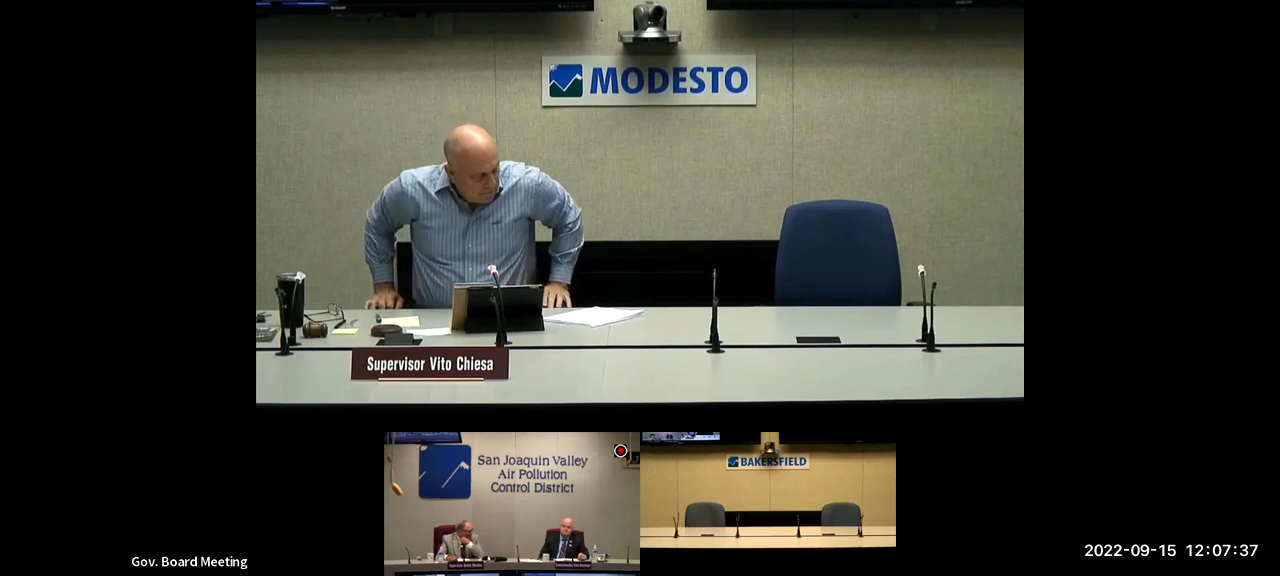 MODESTO
Supervisor Vito Chiesa
San Joaquin Valley
Air Pollution
Control District
BAKERSFIELD
Gov. Board Meeting
2022-09-15 12:07:37